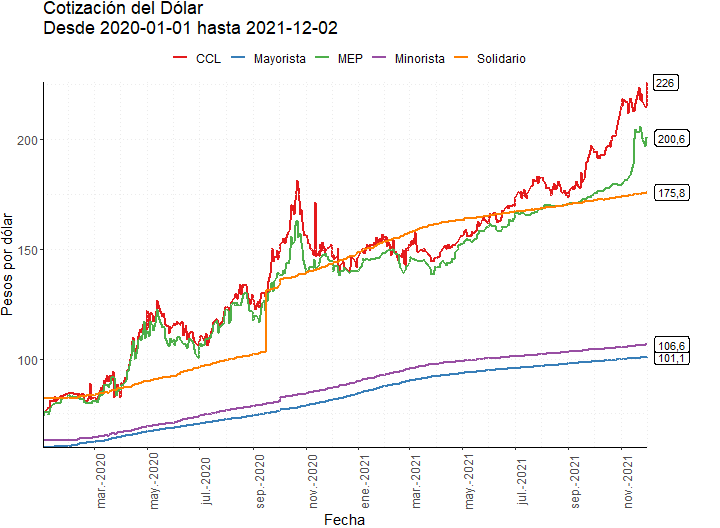 Cotización del Dólar
Desde 2020-01-01 hasta 2021-12-02
CCL Mayorista MEP Minorista Solidario
226
200,6
175,8
106,6
101,1
200
150
100
Pesos por dólar
mar.-2020 may.-2020 jul.-2020 sep.-2020 nov.-2020 ene.-2021 mar.-2021 may.-2021 jul.-2021 sep.-2021 nov.-2021
Fecha